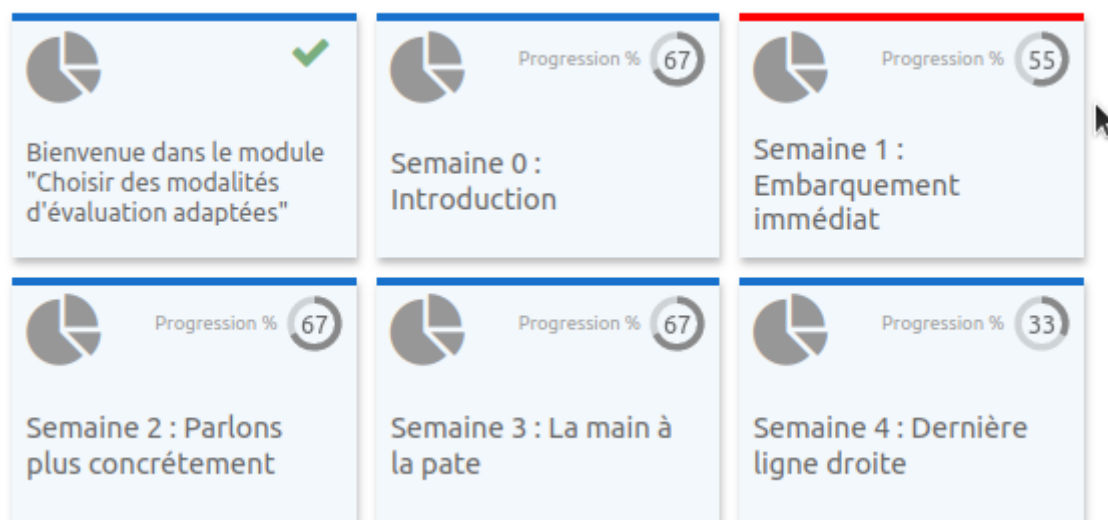 Progression % 67
Progression % 55
Bienvenue dans le module
"Choisir des modalités
d'évaluation adaptées"
Semaine 0 :
Introduction
Semaine 1 :
Embarquement
immédiat
Progression % 67
Progression % 67
Progression % 33
Semaine 2 : Parlons
plus concrétement
Semaine 3 : La main à
la pate
Semaine 4 : Dernière
ligne droite